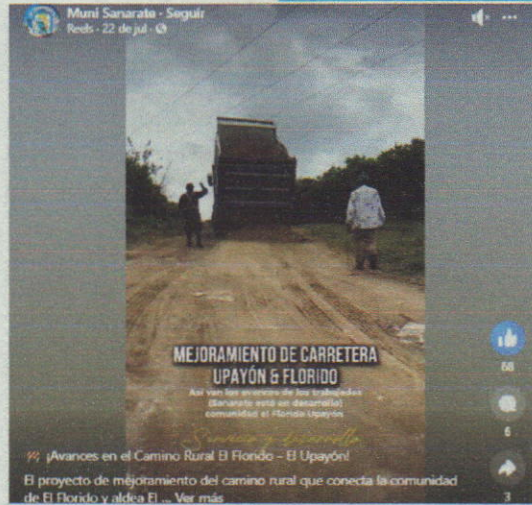 Muni Sanarate · Seguir
Reels · 22 de jul ·
MEJORAMIENTO DE CARRETERA
UPAYÓN & FLORIDO
Así van los avances de los trabajados
(Sanarate está en desarrollo)
comunidad el Florido Upayón
Servicio y desarrollo
¡Avances en el Camino Rural El Florido – El Upayón!
El proyecto de mejoramiento del camino rural que conecta la comunidad
de El Florido y aldea El ... Ver más
68
6
3